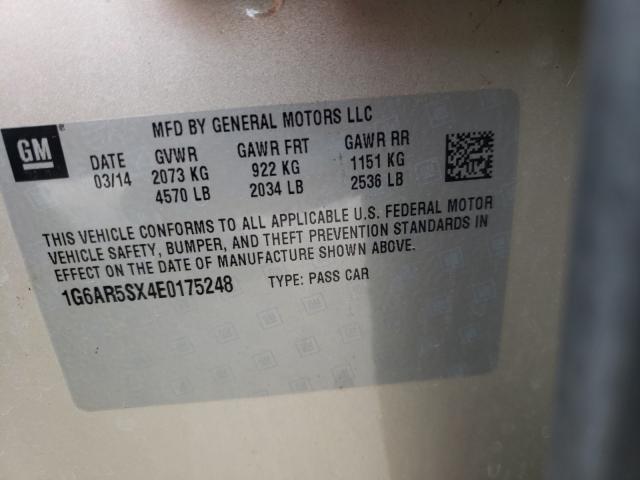 MFD BY GENERAL MOTORS LLC
GM
DATE GVWR GAWR FRT GAWR RR
03/14 2073 KG 922 KG 1151 KG
4570 LB 2034 LB 2536 LB
THIS VEHICLE CONFORMS TO ALL APPLICABLE U.S. FEDERAL MOTOR
VEHICLE SAFETY, BUMPER, AND THEFT PREVENTION STANDARDS IN
EFFECT ON THE DATE OF MANUFACTURE SHOWN ABOVE.
1G6AR5SX4E0175248 TYPE: PASS CAR